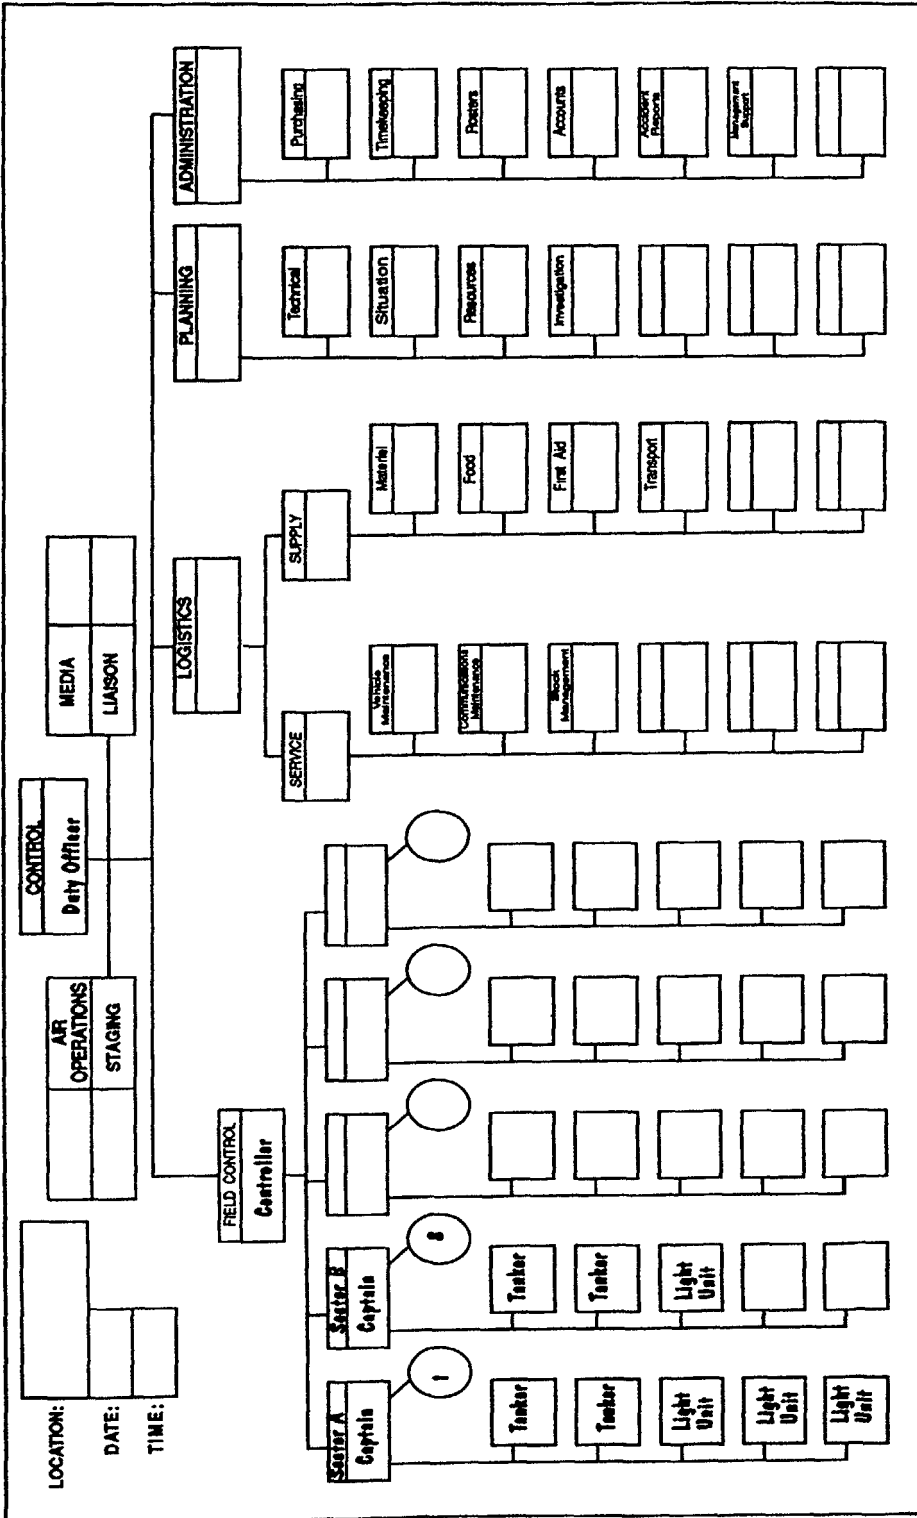 LOCATION:
DATE:
TIME:
CONTROL
Duty Officer
AIR
OPERATIONS
STAGING
MEDIA
LIAISON
FIELD CONTROL
Controller
LOGISTICS
PLANNING
ADMINISTRATION
Sector A
Captain
1
Tanker
Tanker
Light
Unit
Light
Unit
Light
Unit
Sector B
Captain
Tanker
Tanker
Light
Unit
SERVICE
Vehicle
Maintenance
Communications
Maintenance
Stock
Management
SUPPLY
Material
Food
First Aid
Transport
Technical
Situation
Resources
Investigation
Purchasing
Timekeeping
Rosters
Accounts
Accident
Reports
Management
Support